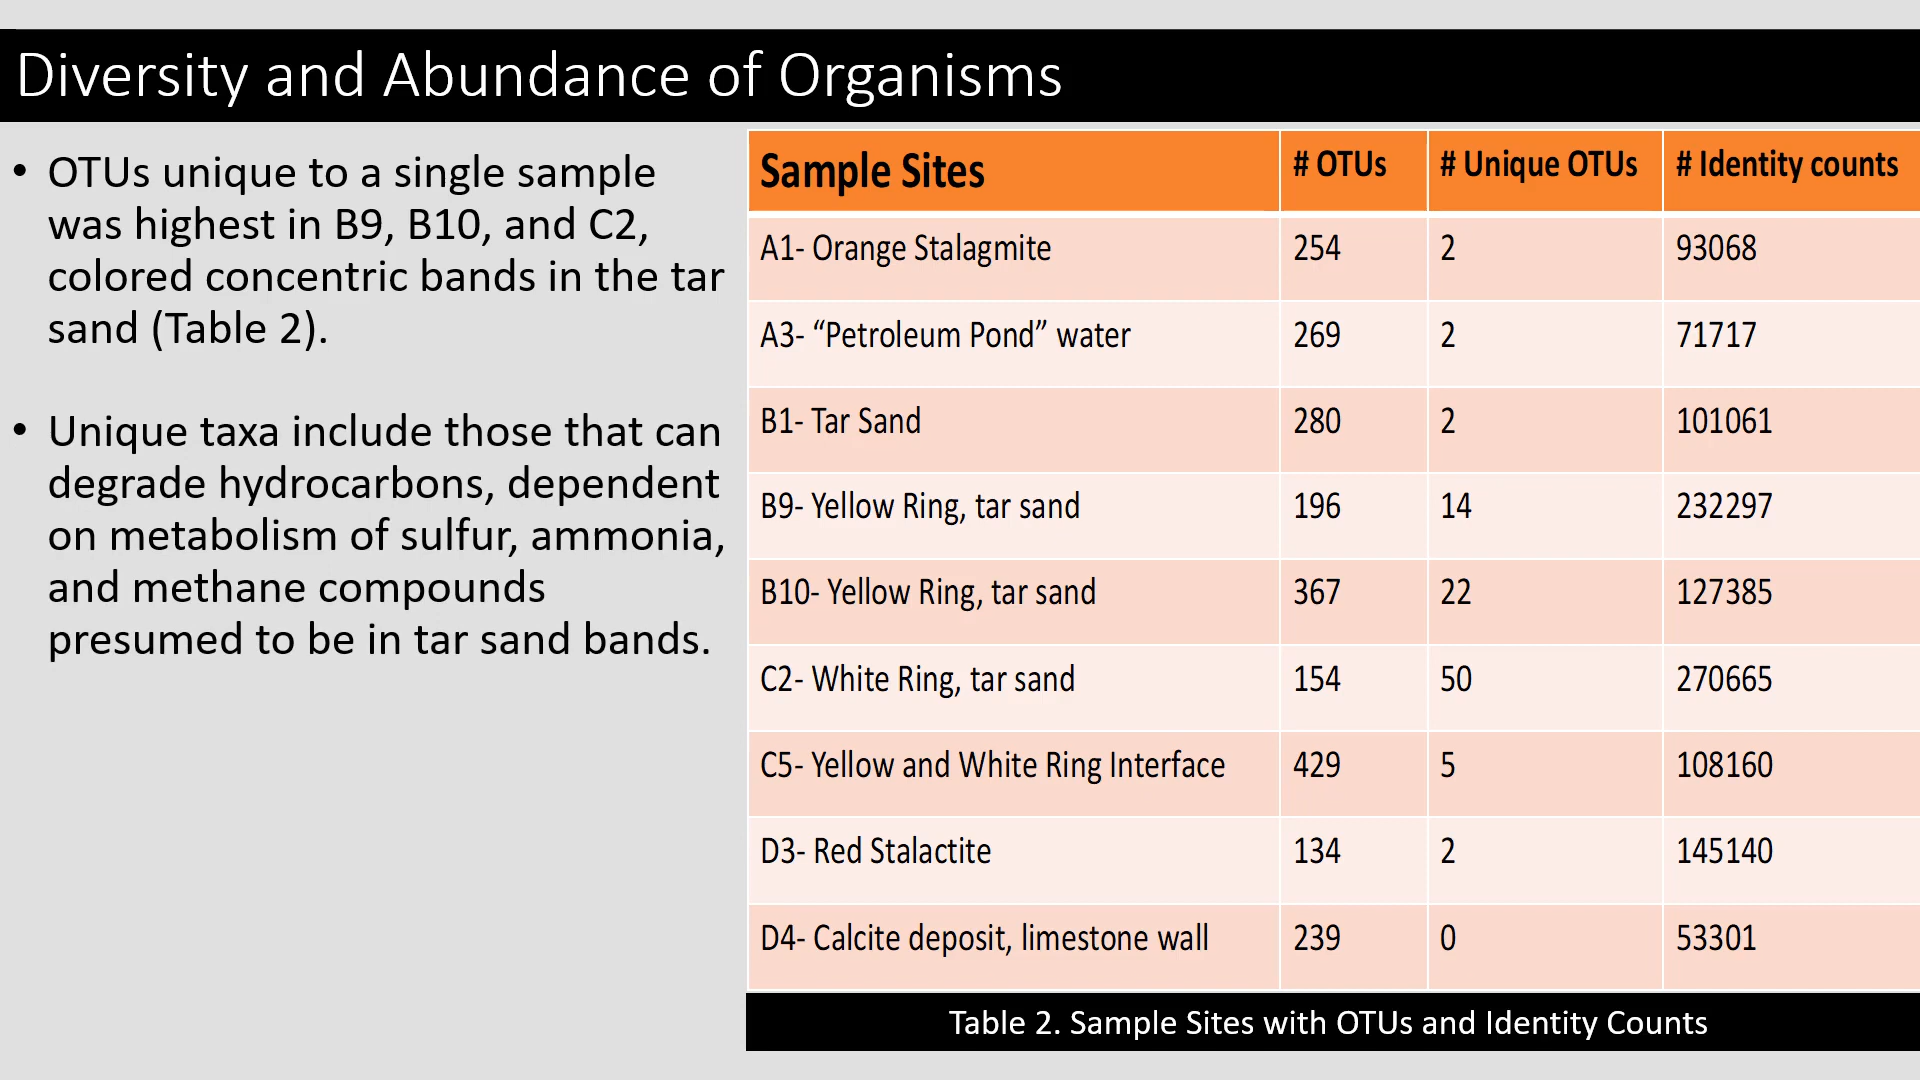 Diversity and Abundance of Organisms
• OTUs unique to a single sample
was highest in B9, B10, and C2,
colored concentric bands in the tar
sand (Table 2).
• Unique taxa include those that can
degrade hydrocarbons, dependent
on metabolism of sulfur, ammonia,
and methane compounds
presumed to be in tar sand bands.
Sample Sites # OTUs # Unique OTUs # Identity counts
A1- Orange Stalagmite 254 2 93068
A3- “Petroleum Pond” water 269 2 71717
B1- Tar Sand 280 2 101061
B9- Yellow Ring, tar sand 196 14 232297
B10- Yellow Ring, tar sand 367 22 127385
C2- White Ring, tar sand 154 50 270665
C5- Yellow and White Ring Interface 429 5 108160
D3- Red Stalactite 134 2 145140
D4- Calcite deposit, limestone wall 239 0 53301
Table 2. Sample Sites with OTUs and Identity Counts